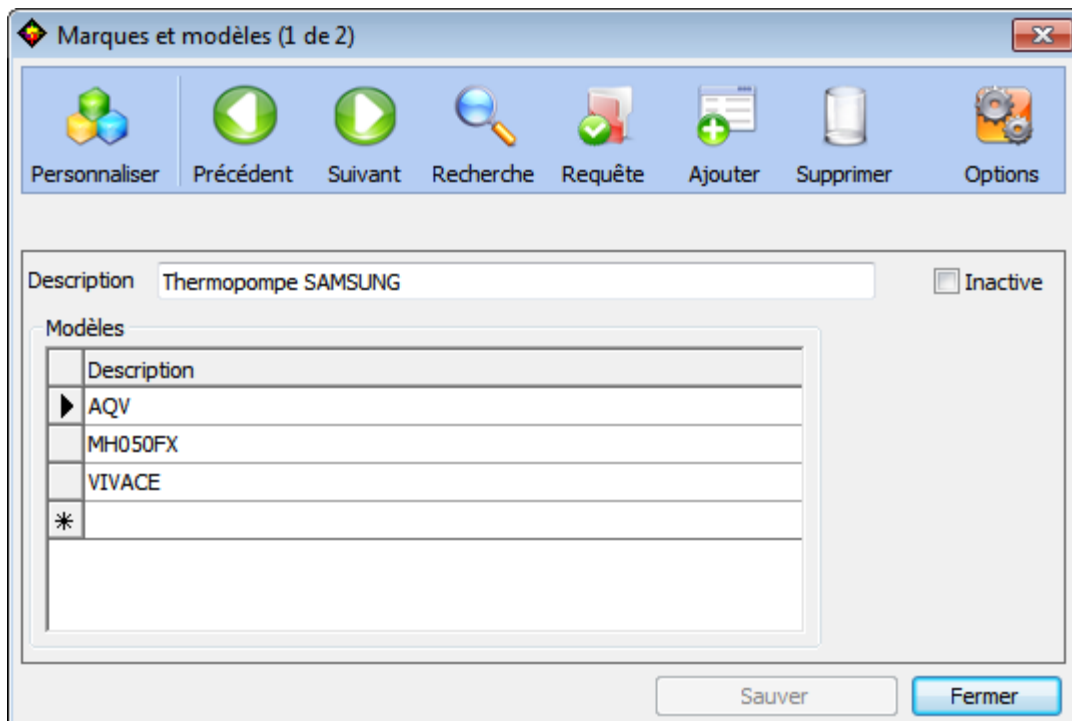 Marques et modèles (1 de 2)
Personnaliser Précédent Suivant Recherche Requête Ajouter Supprimer Options
Description Thermopompe SAMSUNG Inactive
Modèles
Description
AQV
MH050FX
VIVACE
Sauver Fermer